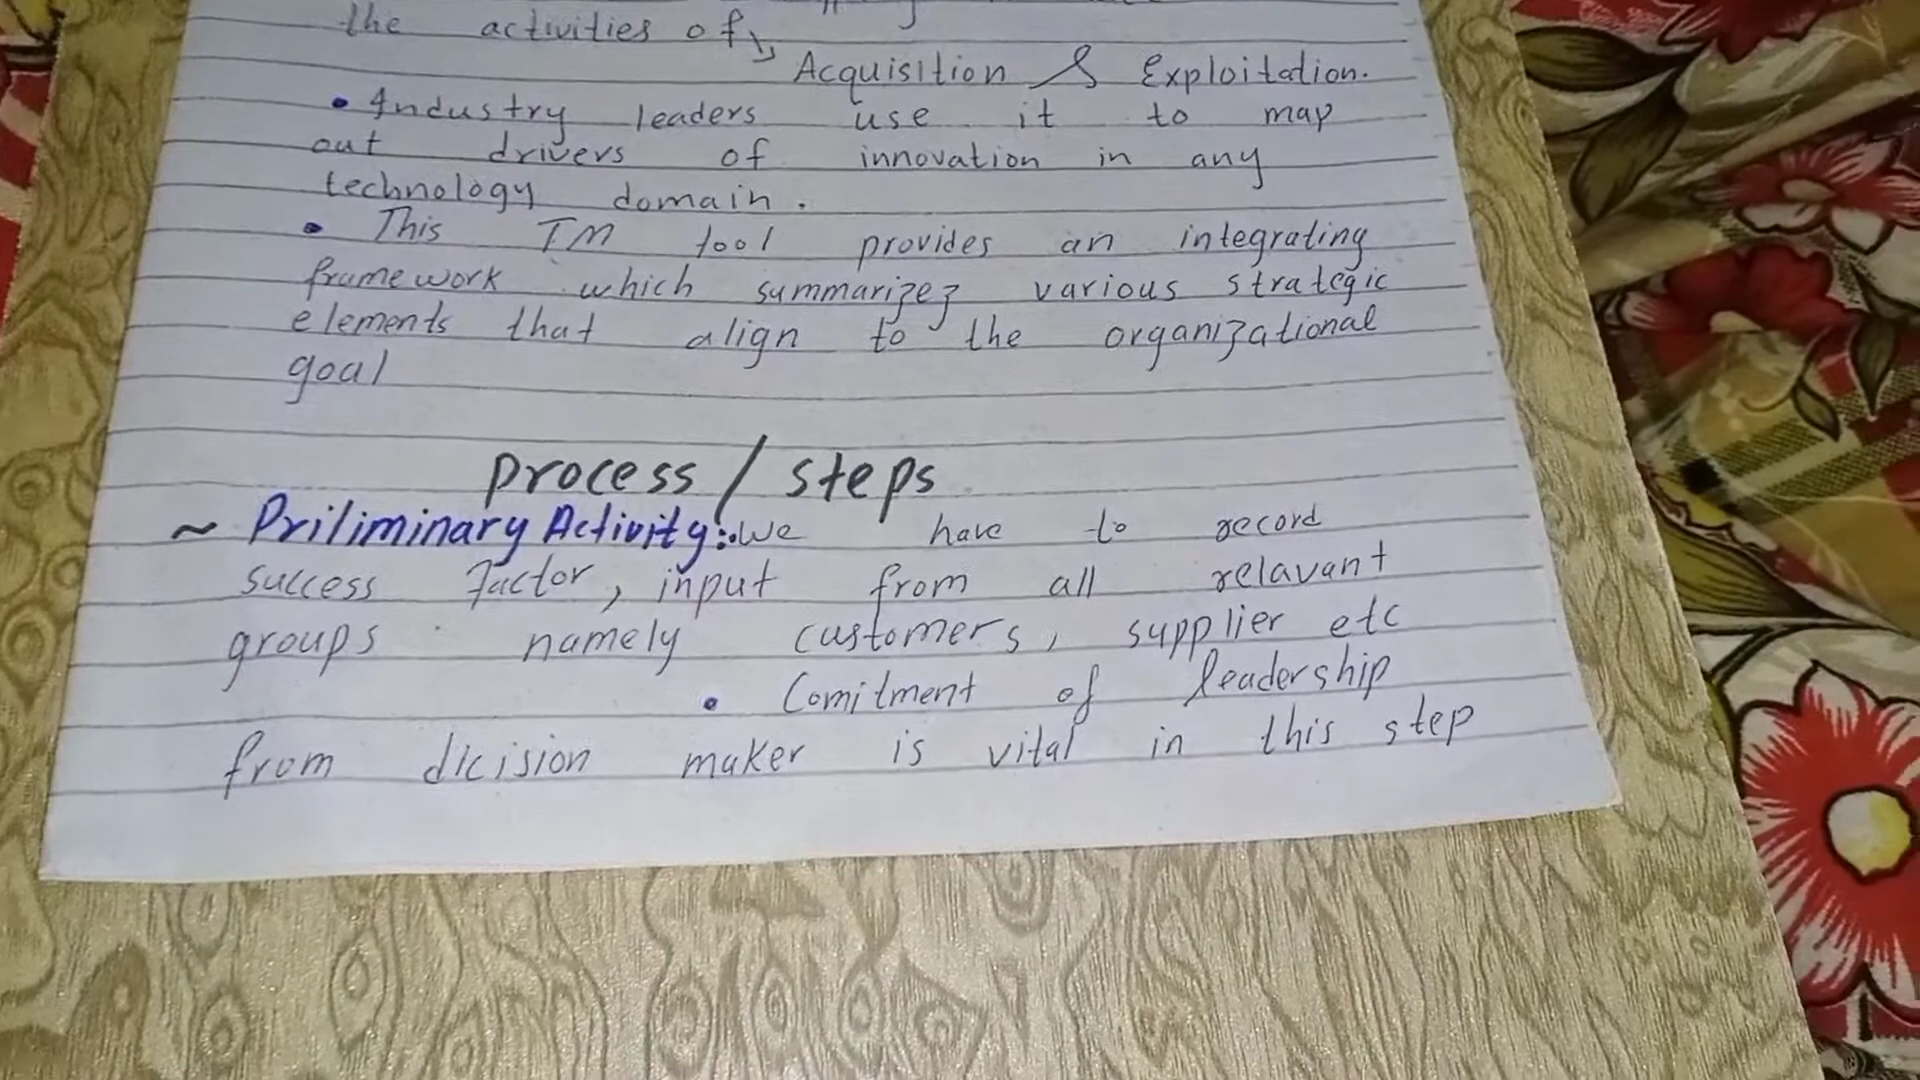 the activities of
Acquisition & Exploitation.
• Industry leaders use it to map
out drivers of innovation in any
technology domain.
• This TM tool provides an integrating
framework which summarizez various strategic
elements that align to the organizational
goal
process / steps
~ Priliminary Activity:. We have to record
success factor, input from all relavant
groups namely customers, supplier etc
• Comitment of leadership
from dicision maker is vital in this step